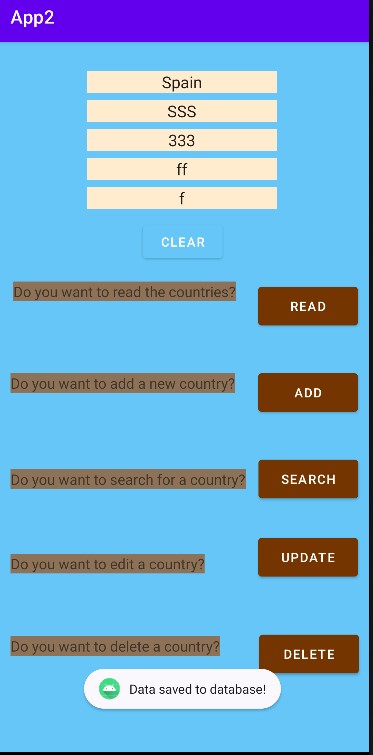 App2
Spain
SSS
333
ff
f
CLEAR
Do you want to read the countries?
READ
Do you want to add a new country?
ADD
Do you want to search for a country?
SEARCH
Do you want to edit a country?
UPDATE
Do you want to delete a country?
DELETE
Data saved to database!